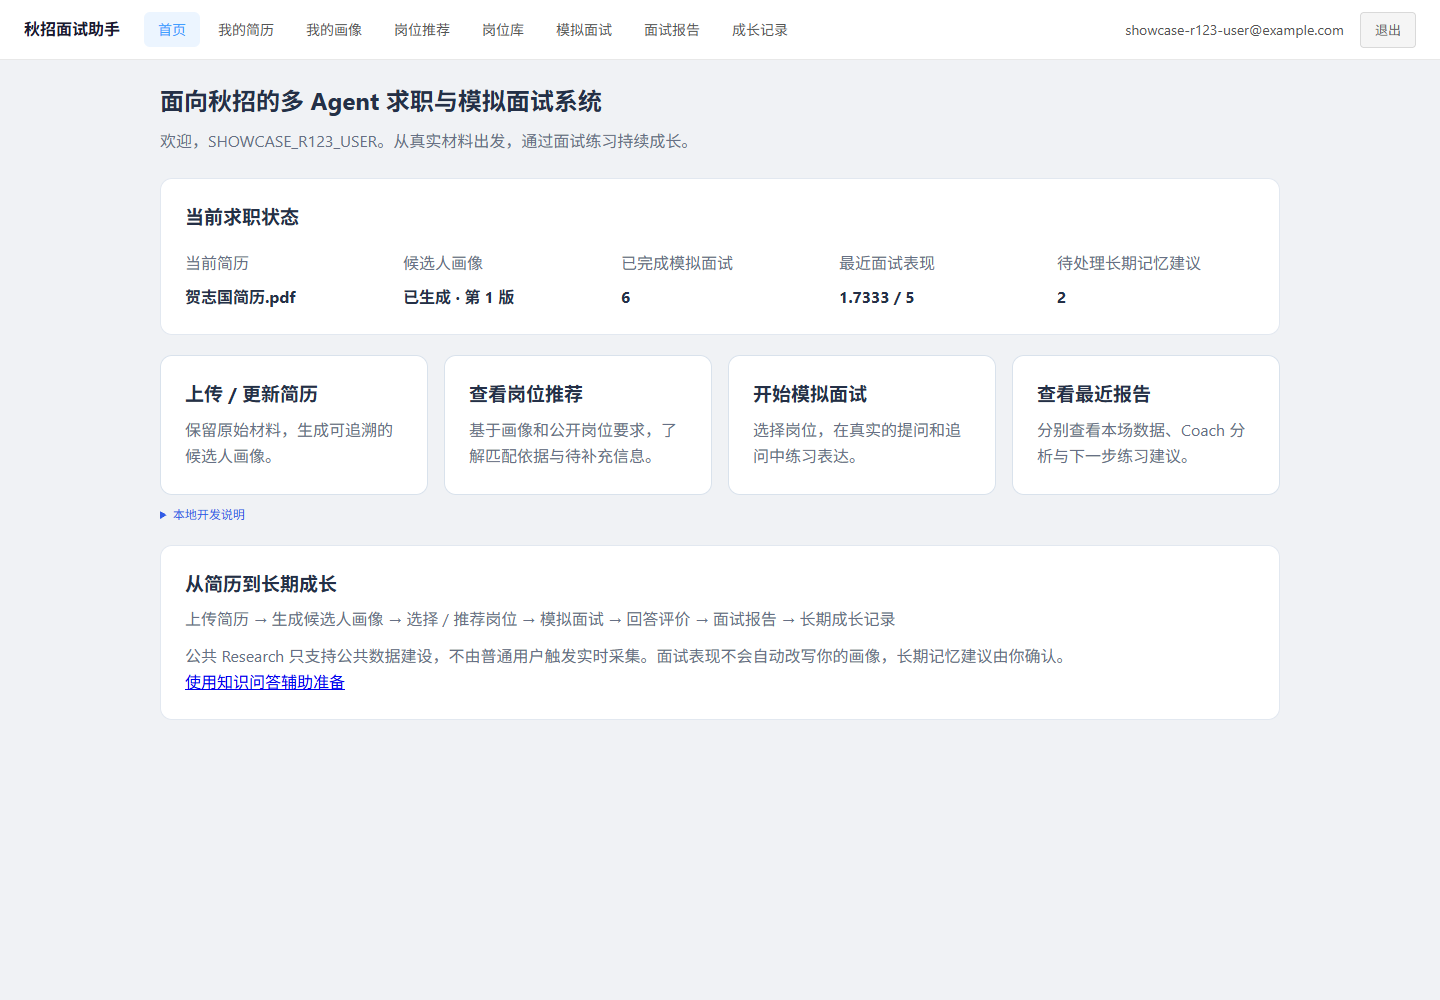 秋招面试助手
首页 我的简历 我的画像 岗位推荐 岗位库 模拟面试 面试报告 成长记录
showcase-r123-user@example.com 退出
面向秋招的多 Agent 求职与模拟面试系统
欢迎，SHOWCASE_R123_USER。从真实材料出发，通过面试练习持续成长。
当前求职状态
当前简历 候选人画像 已完成模拟面试 最近面试表现 待处理长期记忆建议
贺志国简历.pdf 已生成 · 第 1 版 6 1.7333 / 5 2
上传 / 更新简历
保留原始材料，生成可追溯的
候选人画像。
查看岗位推荐
基于画像和公开岗位要求，了
解匹配依据与待补充信息。
开始模拟面试
选择岗位，在真实的提问和追
问中练习表达。
查看最近报告
分别查看本场数据、Coach 分
析与下一步练习建议。
本地开发说明
从简历到长期成长
上传简历 → 生成候选人画像 → 选择 / 推荐岗位 → 模拟面试 → 回答评价 → 面试报告 → 长期成长记录
公共 Research 只支持公共数据建设，不由普通用户触发实时采集。面试表现不会自动改写你的画像，长期记忆建议由你确认。
使用知识问答辅助准备